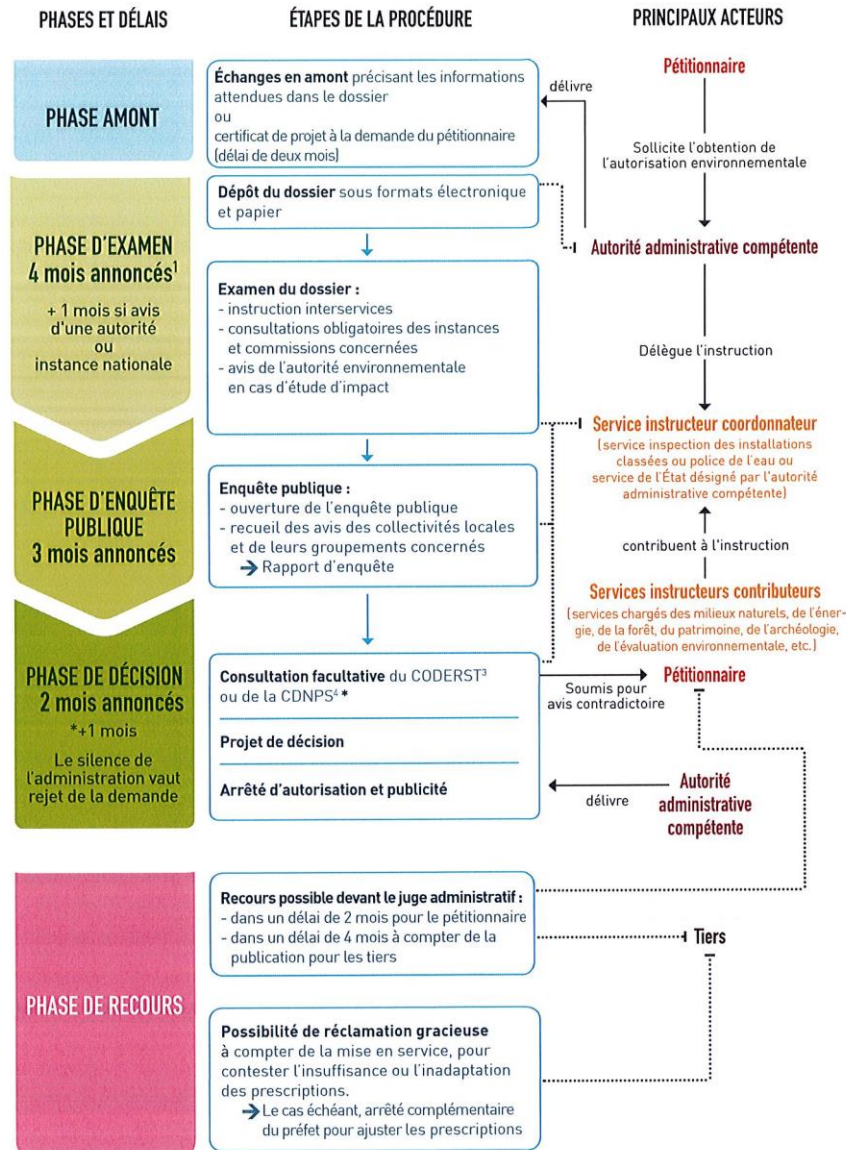 PHASES ET DÉLAIS
ÉTAPES DE LA PROCÉDURE
PRINCIPAUX ACTEURS
PHASE AMONT
Échanges en amont précisant les informations
attendues dans le dossier
ou
certificat de projet à la demande du pétitionnaire
(délai de deux mois)
délivre
Pétitionnaire
Sollicite l'obtention de
l'autorisation environnementale
Autorité administrative compétente
PHASE D'EXAMEN
4 mois annoncés¹
+ 1 mois si avis
d'une autorité
ou
instance nationale
Dépôt du dossier sous formats électronique
et papier
Examen du dossier :
- instruction interservices
- consultations obligatoires des instances
et commissions concernées
- avis de l'autorité environnementale
en cas d'étude d'impact
Délègue l'instruction
Service instructeur coordonnateur
(service inspection des installations
classées ou police de l'eau ou
service de l'État désigné par l'autorité
administrative compétente)
PHASE D'ENQUÊTE
PUBLIQUE
3 mois annoncés
Enquête publique :
- ouverture de l'enquête publique
- recueil des avis des collectivités locales
et de leurs groupements concernés
→ Rapport d'enquête
contribuent à l'instruction
Services instructeurs contributeurs
(services chargés des milieux naturels, de l'éner-
gie, de la forêt, du patrimoine, de l'archéologie,
de l'évaluation environnementale, etc.)
PHASE DE DÉCISION
2 mois annoncés
*+1 mois
Le silence de
l'administration vaut
rejet de la demande
Consultation facultative du CODERST³
ou de la CDNPS⁴ *
Projet de décision
Arrêté d'autorisation et publicité
Soumis pour
avis contradictoire
Pétitionnaire
délivre
Autorité
administrative
compétente
PHASE DE RECOURS
Recours possible devant le juge administratif :
- dans un délai de 2 mois pour le pétitionnaire
- dans un délai de 4 mois à compter de la
publication pour les tiers
Tiers
Possibilité de réclamation gracieuse
à compter de la mise en service, pour
contester l'insuffisance ou l'inadaptation
des prescriptions.
→ Le cas échéant, arrêté complémentaire
du préfet pour ajuster les prescriptions